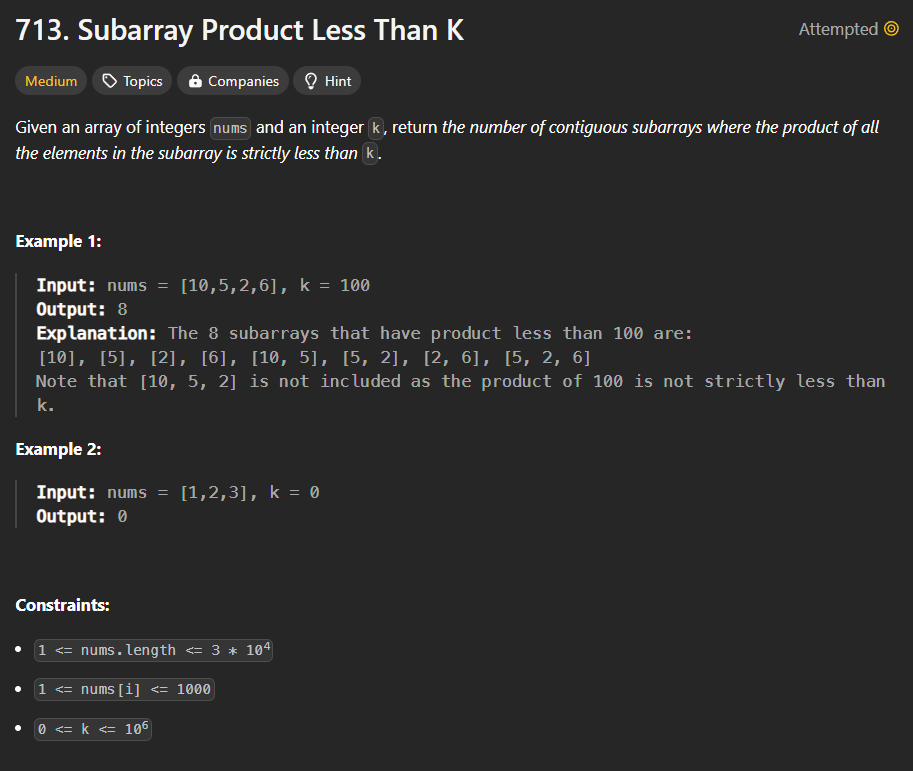 713. Subarray Product Less Than K
Attempted
Medium Topics Companies Hint
Given an array of integers nums and an integer k, return the number of contiguous subarrays where the product of all
the elements in the subarray is strictly less than k.
Example 1:
Input: nums = [10,5,2,6], k = 100
Output: 8
Explanation: The 8 subarrays that have product less than 100 are:
[10], [5], [2], [6], [10, 5], [5, 2], [2, 6], [5, 2, 6]
Note that [10, 5, 2] is not included as the product of 100 is not strictly less than
k.
Example 2:
Input: nums = [1,2,3], k = 0
Output: 0
Constraints:
• 1 <= nums.length <= 3 * 10⁴
• 1 <= nums[i] <= 1000
• 0 <= k <= 10⁶